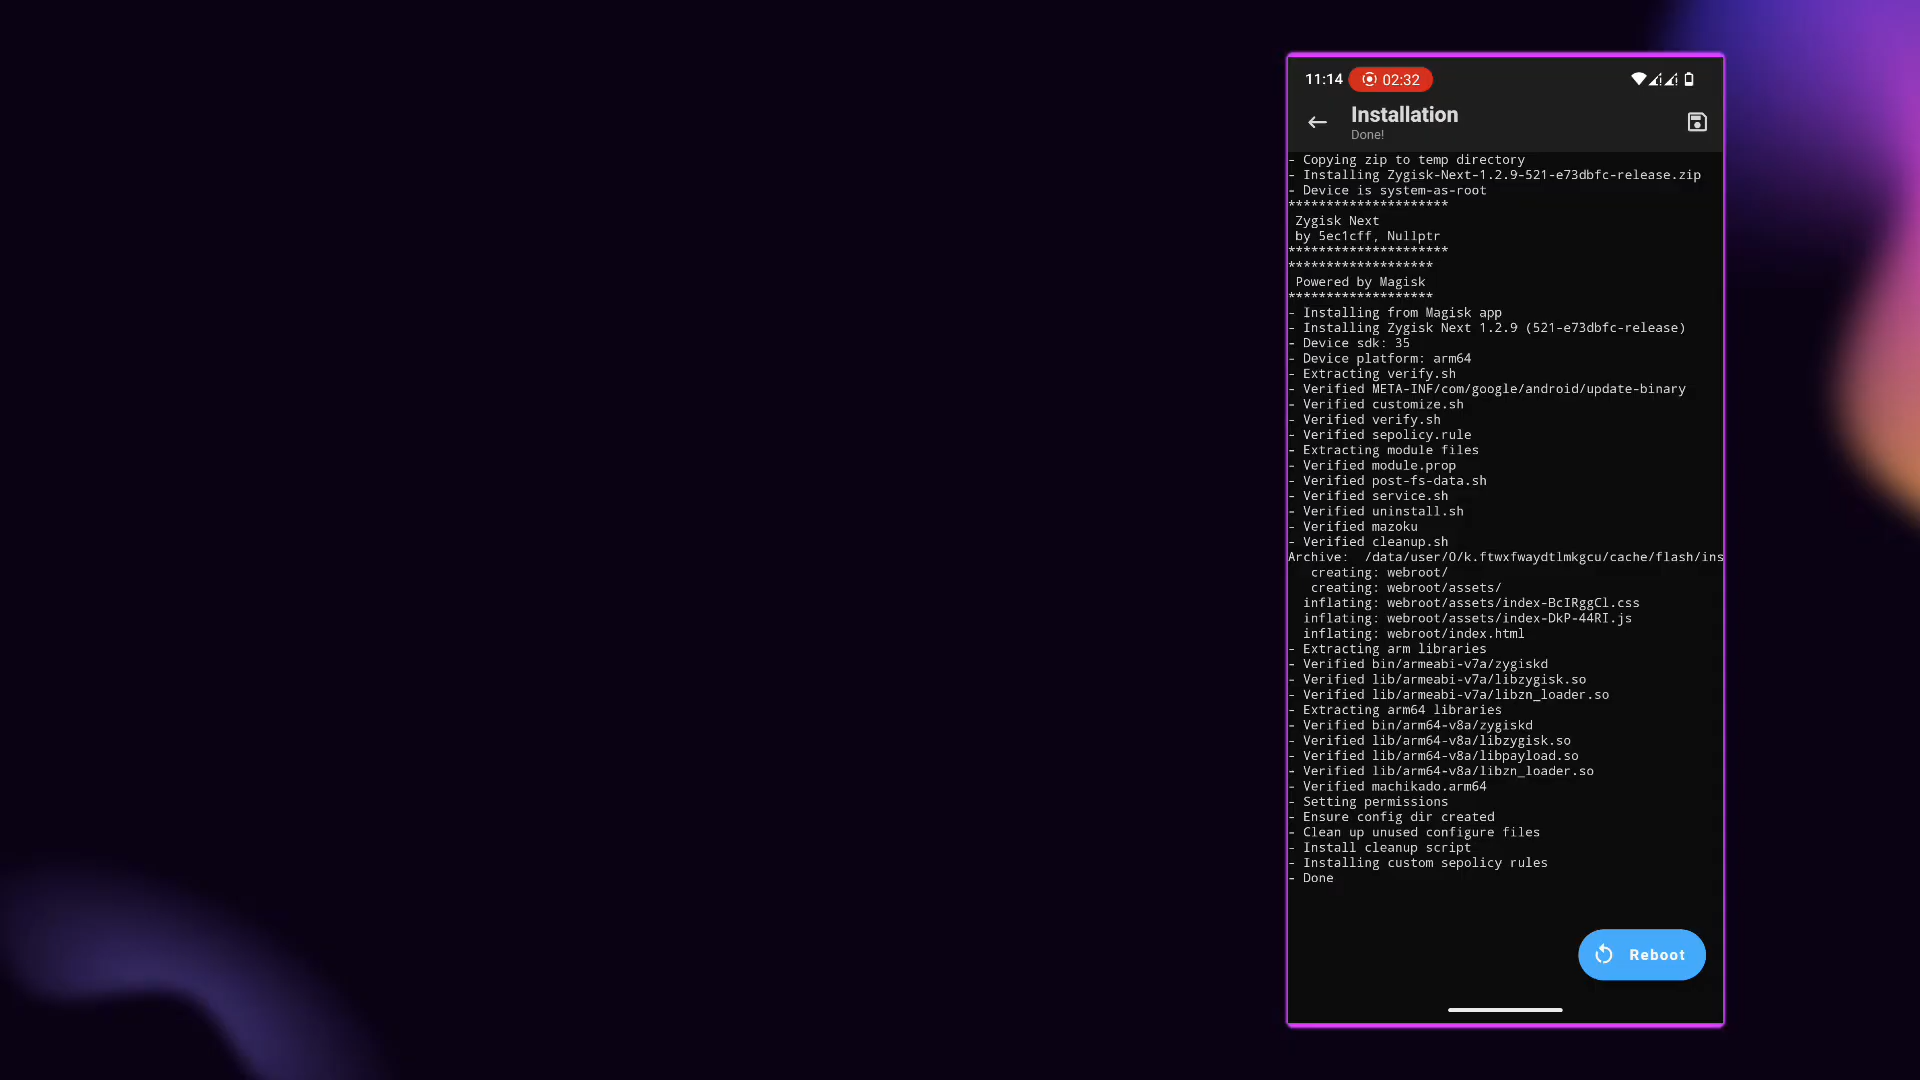 11:14 02:32
Installation
Done!
- Copying zip to temp directory
- Installing Zygisk-Next-1.2.9-521-e73dbfc-release.zip
- Device is system-as-root
*********************
Zygisk Next
by 5ec1cff, Nullptr
*********************
*******************
Powered by Magisk
*******************
- Installing from Magisk app
- Installing Zygisk Next 1.2.9 (521-e73dbfc-release)
- Device sdk: 35
- Device platform: arm64
- Extracting verify.sh
- Verified META-INF/com/google/android/update-binary
- Verified customize.sh
- Verified verify.sh
- Verified sepolicy.rule
- Extracting module files
- Verified module.prop
- Verified post-fs-data.sh
- Verified service.sh
- Verified uninstall.sh
- Verified mazoku
- Verified cleanup.sh
Archive:  /data/user/0/k.ftwxfwaydtlmkgcu/cache/flash/ins
creating: webroot/
creating: webroot/assets/
inflating: webroot/assets/index-BcIRggCl.css
inflating: webroot/assets/index-DkP-44RI.js
inflating: webroot/index.html
- Extracting arm libraries
- Verified bin/armeabi-v7a/zygiskd
- Verified lib/armeabi-v7a/libzygisk.so
- Verified lib/armeabi-v7a/libzn_loader.so
- Extracting arm64 libraries
- Verified bin/arm64-v8a/zygiskd
- Verified lib/arm64-v8a/libzygisk.so
- Verified lib/arm64-v8a/libpayload.so
- Verified lib/arm64-v8a/libzn_loader.so
- Verified machikado.arm64
- Setting permissions
- Ensure config dir created
- Clean up unused configure files
- Install cleanup script
- Installing custom sepolicy rules
- Done
Reboot